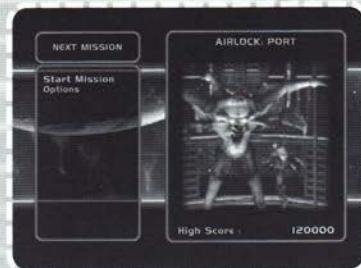 NEXT MISSION
Start Mission
Options
AIRLOCK: PORT
High Score : 120000